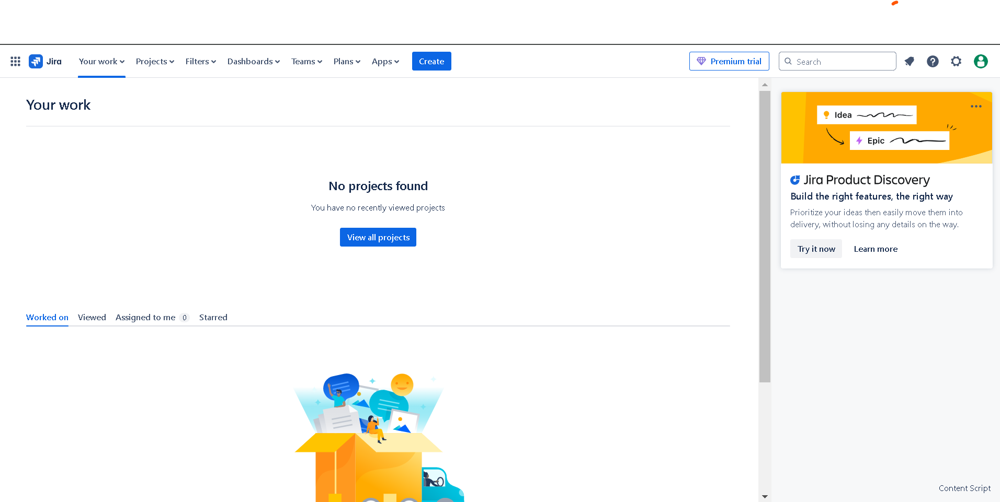 Jira
Your work
Projects
Filters
Dashboards
Teams
Plans
Apps
Create
Premium trial
Search
Your work
No projects found
You have no recently viewed projects
View all projects
Worked on
Viewed
Assigned to me 0
Starred
Idea
Epic
Jira Product Discovery
Build the right features, the right way
Prioritize your ideas then easily move them into
delivery, without losing any details on the way.
Try it now
Learn more
Content Script